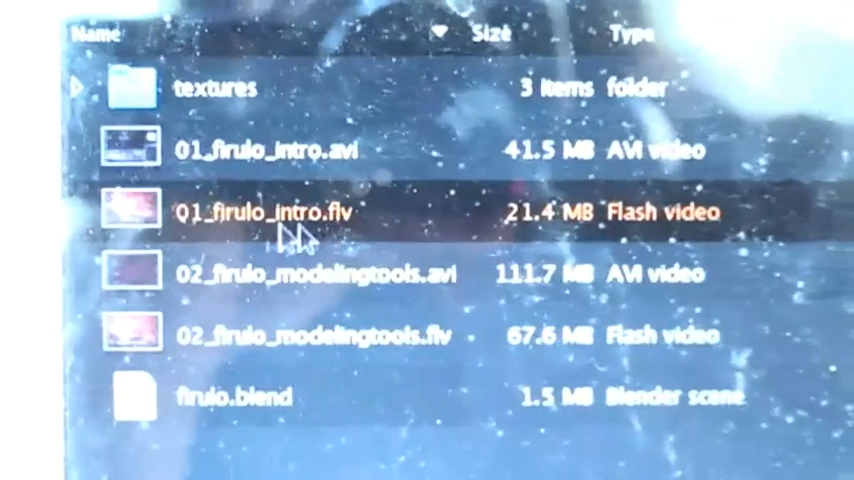 Name Size Type
textures 3 items folder
01_firulo_intro.avi 41.5 MB AVI video
01_firulo_intro.flv 21.4 MB Flash video
02_firulo_modelingtools.avi 111.7 MB AVI video
02_firulo_modelingtools.flv 67.6 MB Flash video
firulo.blend 1.5 MB Blender scene